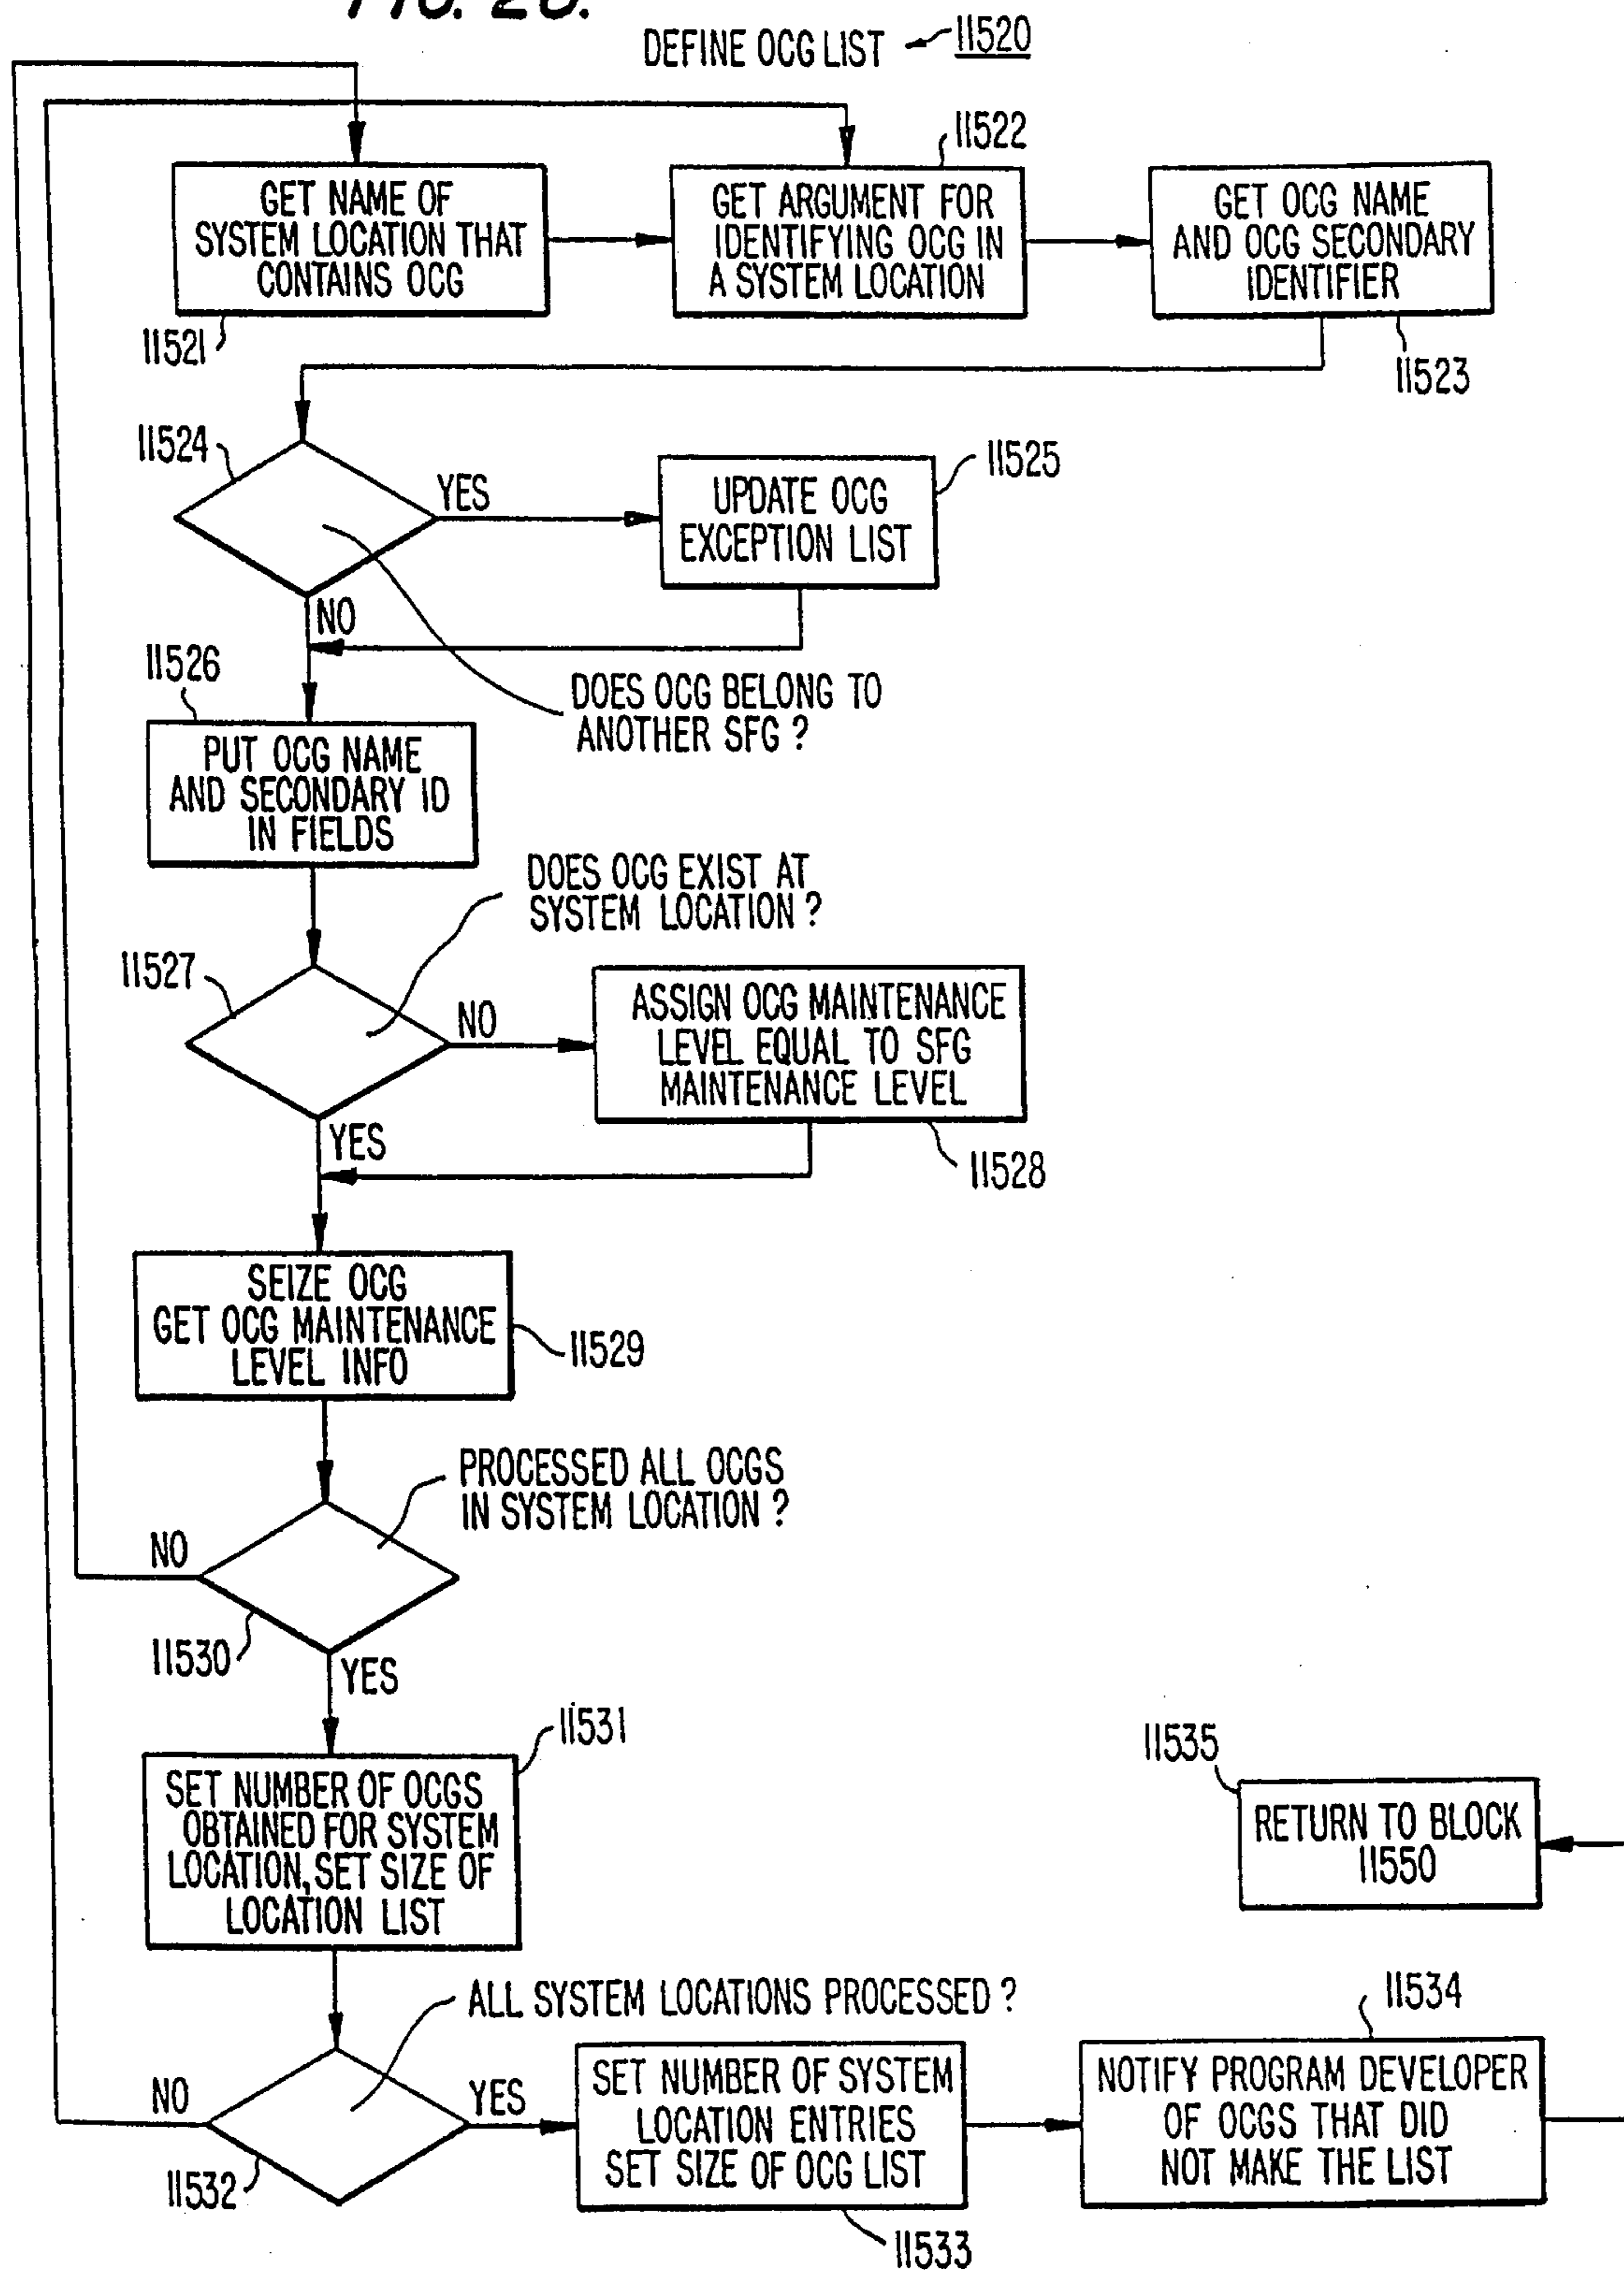 FIG. 20.
DEFINE OCG LIST
11520
GET NAME OF
SYSTEM LOCATION THAT
CONTAINS OCG
11521
11522
GET ARGUMENT FOR
IDENTIFYING OCG IN
A SYSTEM LOCATION
GET OCG NAME
AND OCG SECONDARY
IDENTIFIER
11523
11524
YES
NO
UPDATE OCG
EXCEPTION LIST
11525
DOES OCG BELONG TO
ANOTHER SFG ?
11526
PUT OCG NAME
AND SECONDARY ID
IN FIELDS
DOES OCG EXIST AT
SYSTEM LOCATION ?
11527
NO
YES
ASSIGN OCG MAINTENANCE
LEVEL EQUAL TO SFG
MAINTENANCE LEVEL
11528
SEIZE OCG
GET OCG MAINTENANCE
LEVEL INFO
11529
PROCESSED ALL OCGS
IN SYSTEM LOCATION ?
NO
11530
YES
11531
SET NUMBER OF OCGS
OBTAINED FOR SYSTEM
LOCATION, SET SIZE OF
LOCATION LIST
11535
RETURN TO BLOCK
11550
ALL SYSTEM LOCATIONS PROCESSED ?
NO
YES
11532
SET NUMBER OF SYSTEM
LOCATION ENTRIES
SET SIZE OF OCG LIST
11533
11534
NOTIFY PROGRAM DEVELOPER
OF OCGS THAT DID
NOT MAKE THE LIST